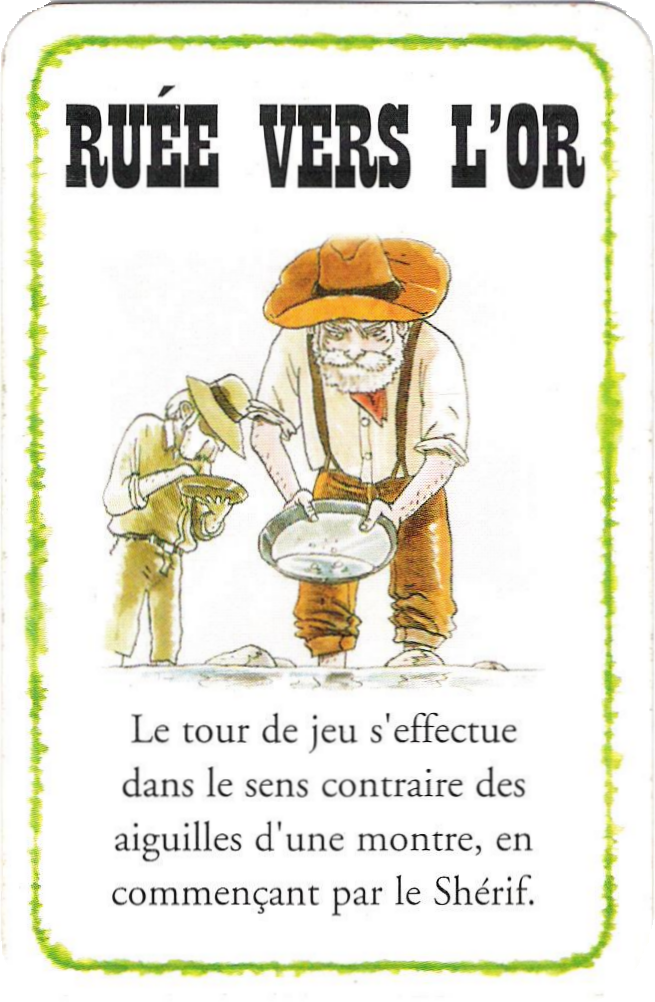 RUÉE VERS L'OR
Le tour de jeu s'effectue
dans le sens contraire des
aiguilles d'une montre, en
commençant par le Shérif.